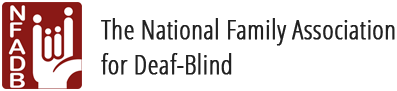 NFADB
The National Family Association
for Deaf-Blind